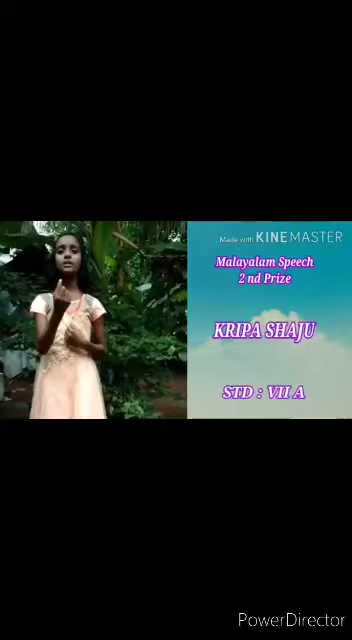 Made with KINEMASTER
Malayalam Speech
2 nd Prize
KRIPA SHAJU
STD : VII A
PowerDirector